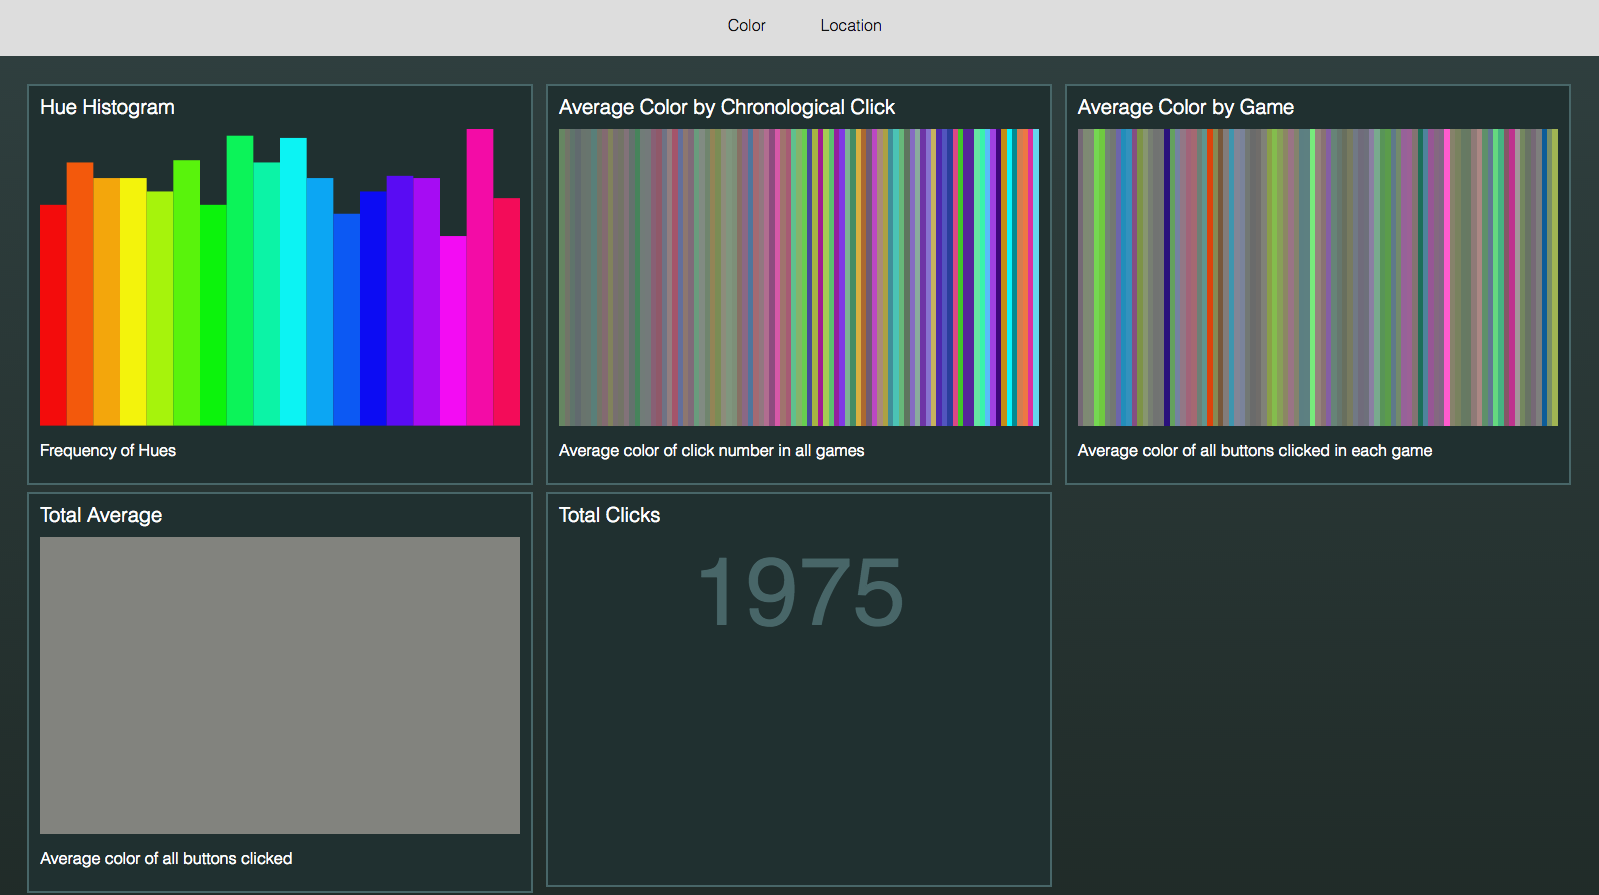 Color
Location
Hue Histogram
Average Color by Chronological Click
Average Color by Game
Frequency of Hues
Average color of click number in all games
Average color of all buttons clicked in each game
Total Average
Total Clicks
1975
Average color of all buttons clicked